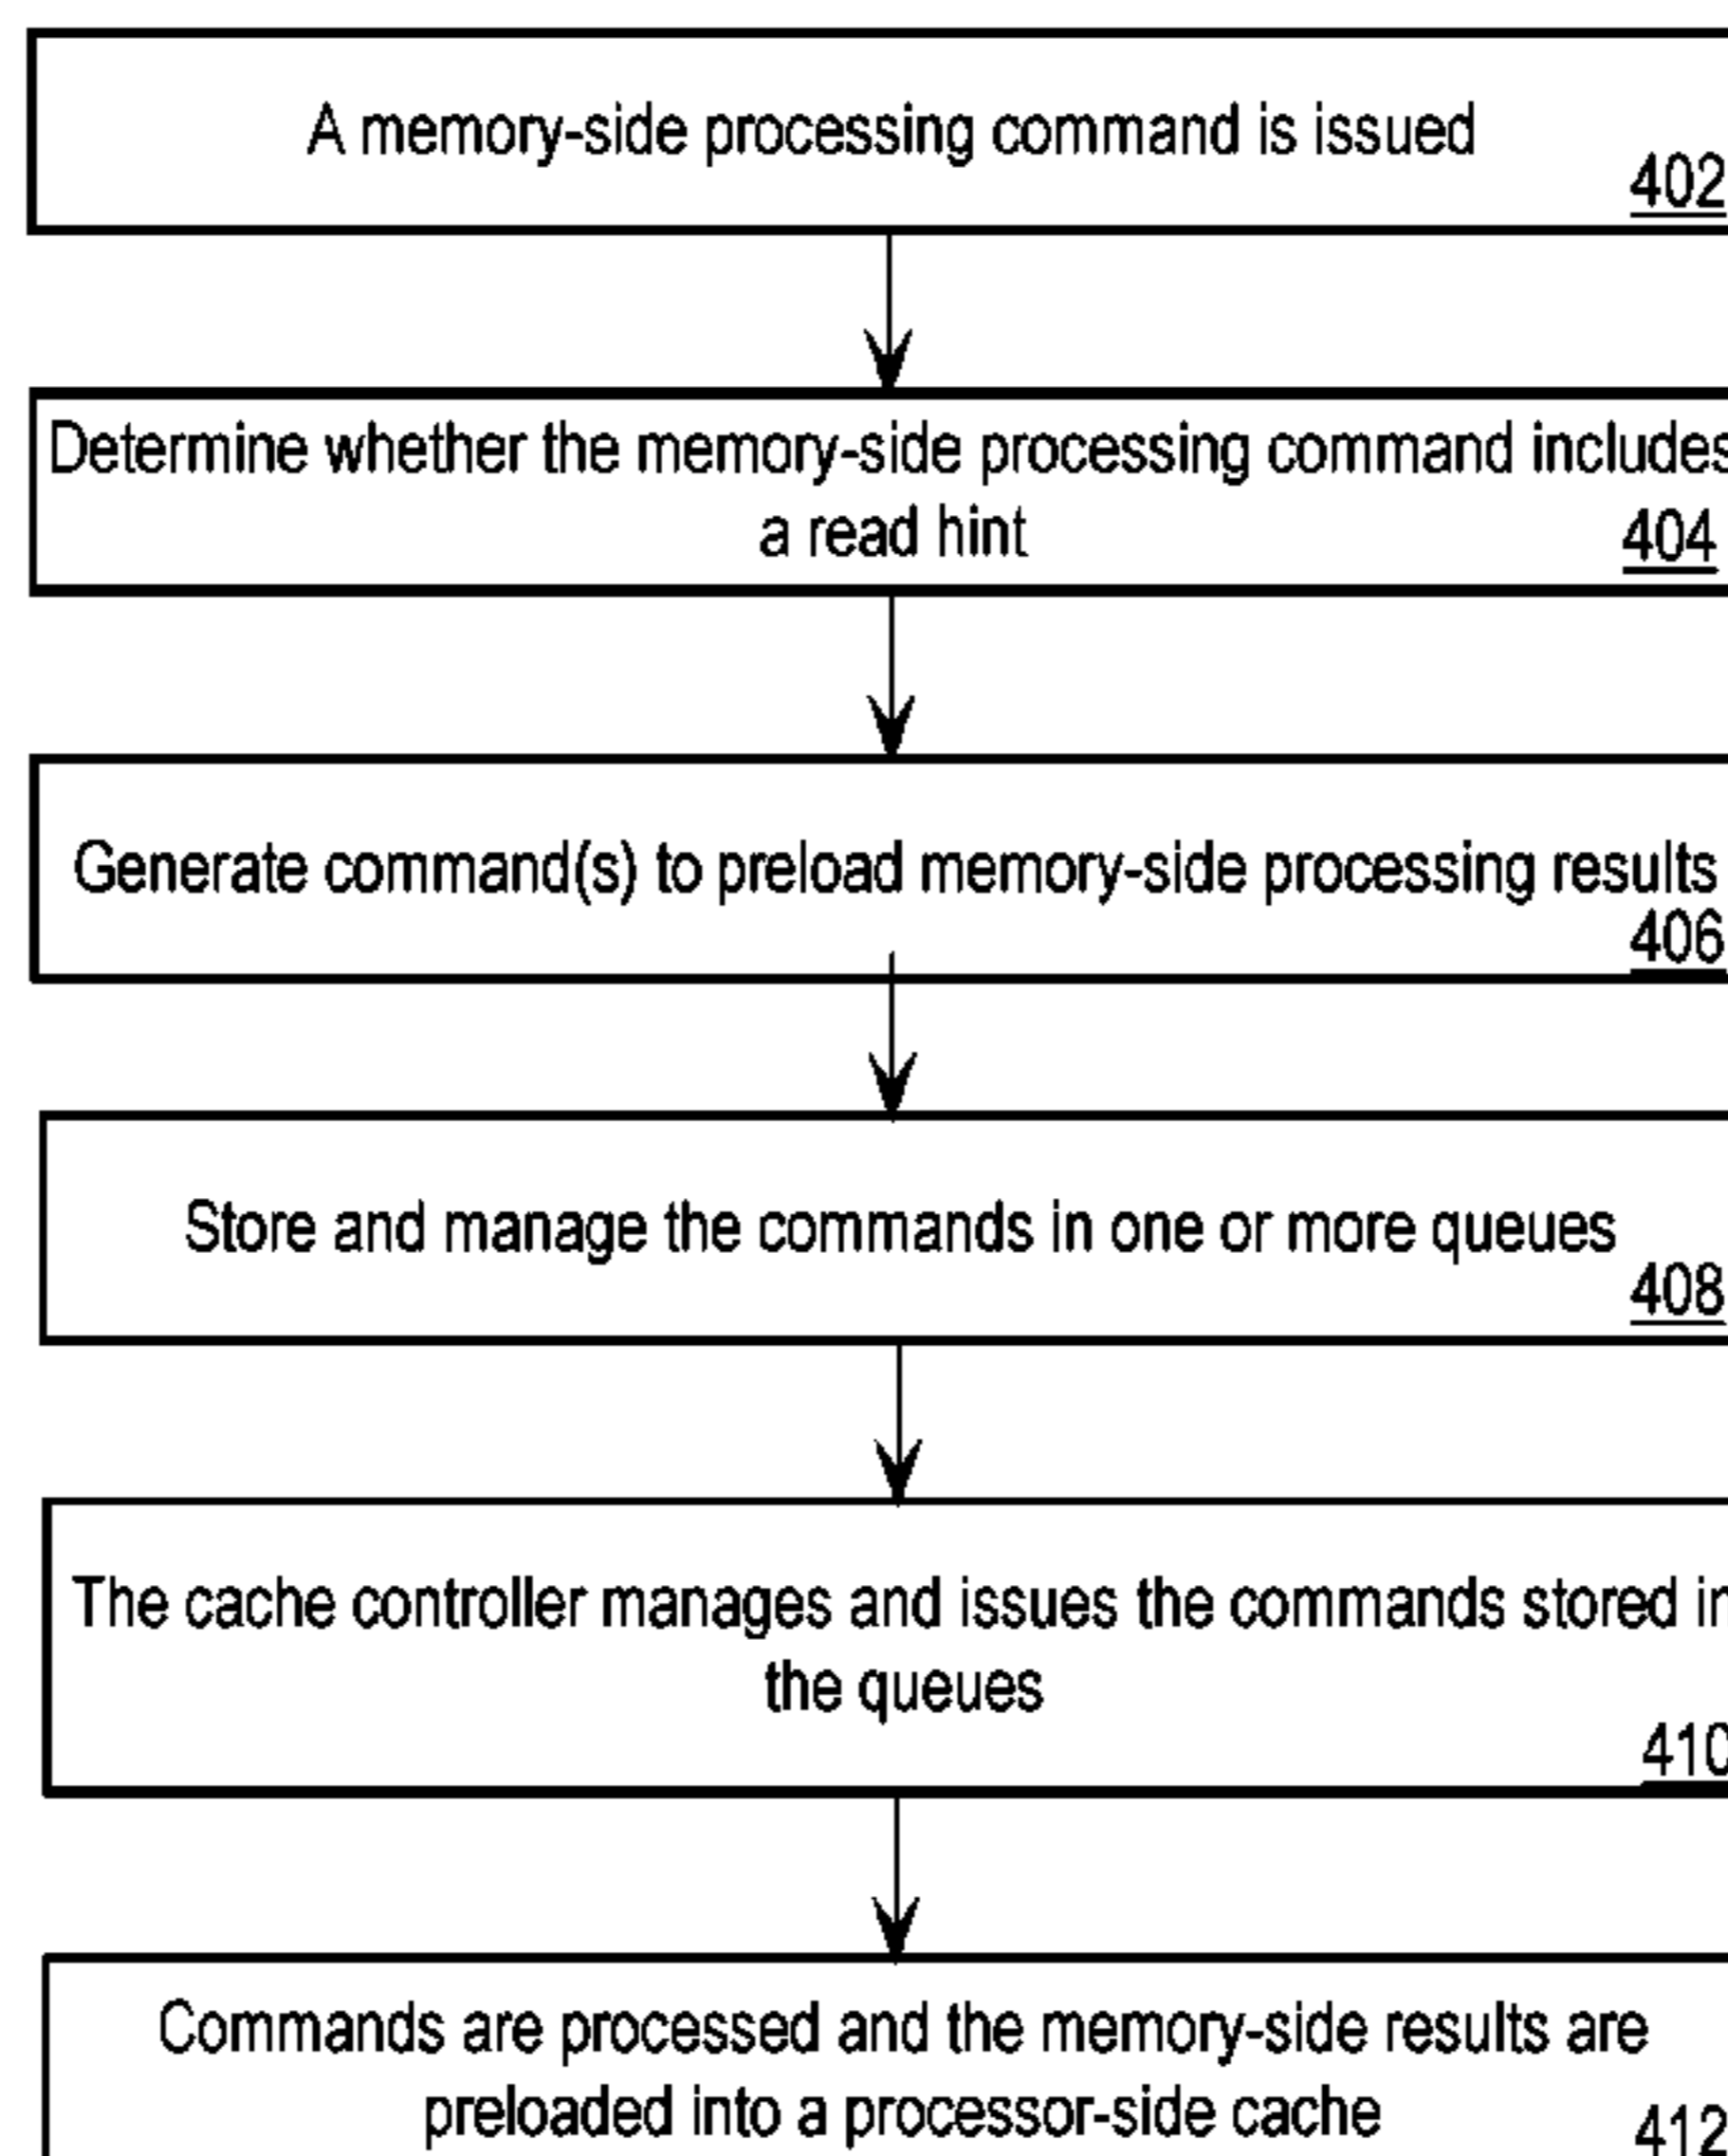 A memory-side processing command is issued
402
Determine whether the memory-side processing command includes
a read hint
404
Generate command(s) to preload memory-side processing results
406
Store and manage the commands in one or more queues
408
The cache controller manages and issues the commands stored in
the queues
410
Commands are processed and the memory-side results are
preloaded into a processor-side cache
412